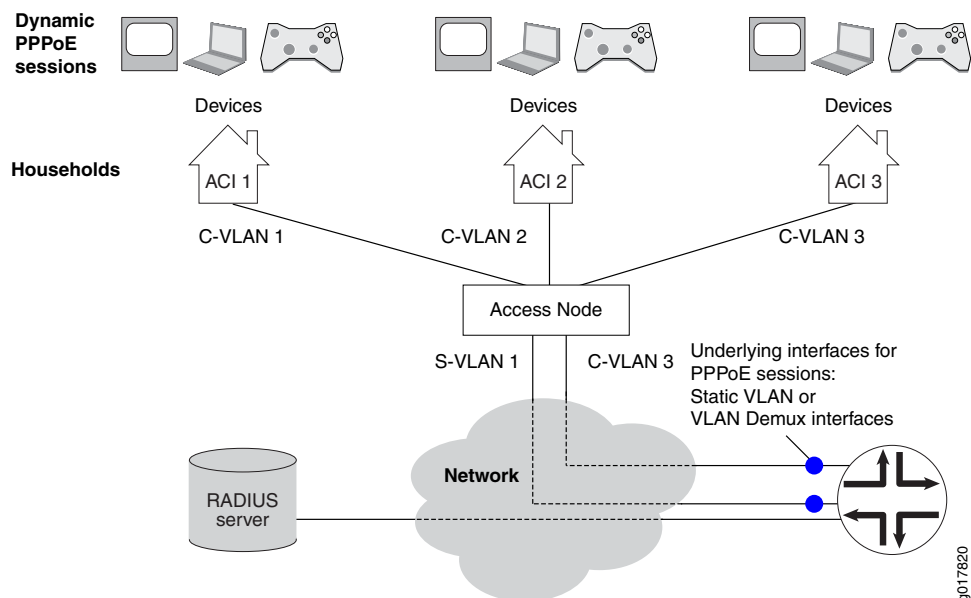 Dynamic
PPPoE
sessions
Devices
Devices
Devices
Households
ACI 1
ACI 2
ACI 3
C-VLAN 1
C-VLAN 2
C-VLAN 3
Access Node
S-VLAN 1
C-VLAN 3
Underlying interfaces for
PPPoE sessions:
Static VLAN or
VLAN Demux interfaces
Network
RADIUS
server
g017820